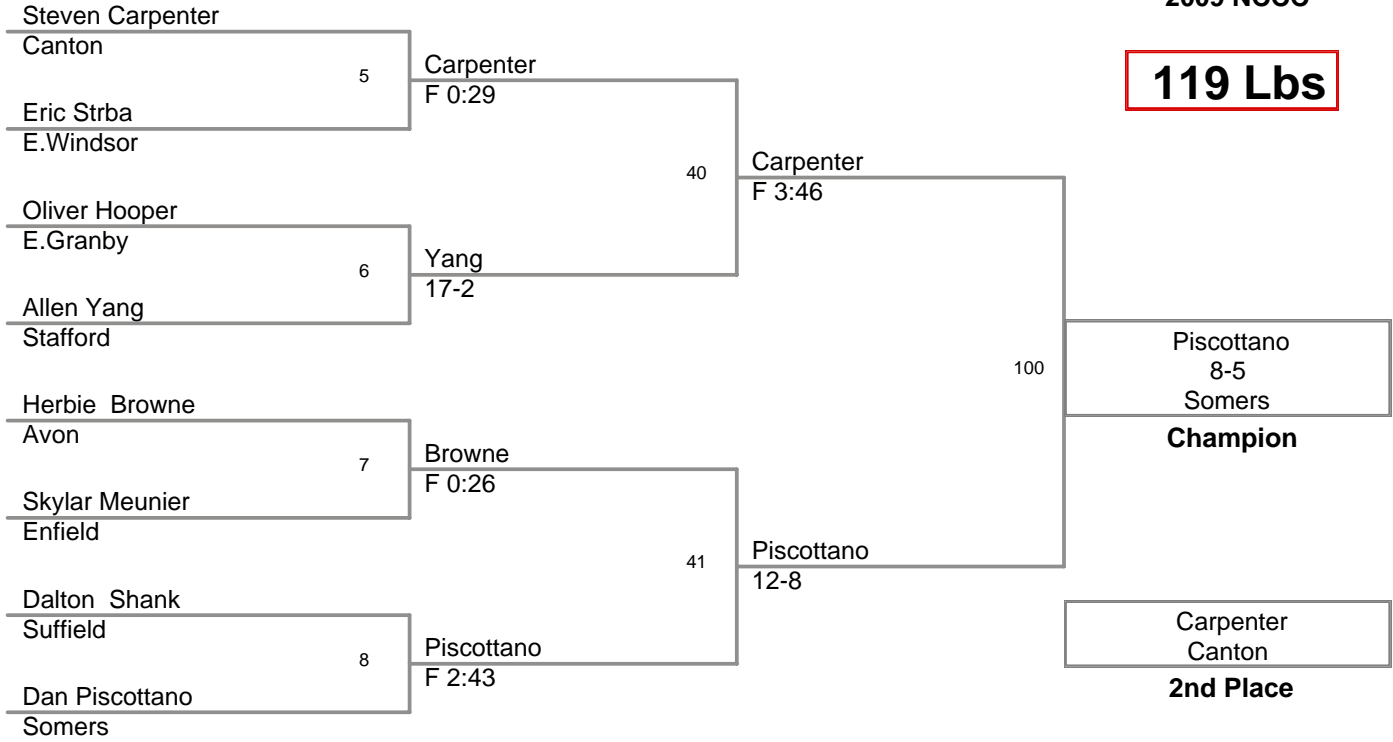 2009 NCCC
119 Lbs
Steven Carpenter
Canton
5
Eric Strba
E.Windsor
Carpenter
F 0:29
Oliver Hooper
E.Granby
6
Allen Yang
Stafford
Yang
17-2
40
Carpenter
F 3:46
Herbie Browne
Avon
7
Skylar Meunier
Enfield
Browne
F 0:26
Dalton Shank
Suffield
8
Dan Piscottano
Somers
Piscottano
F 2:43
41
Piscottano
12-8
100
Piscottano
8-5
Somers
Champion
Carpenter
Canton
2nd Place